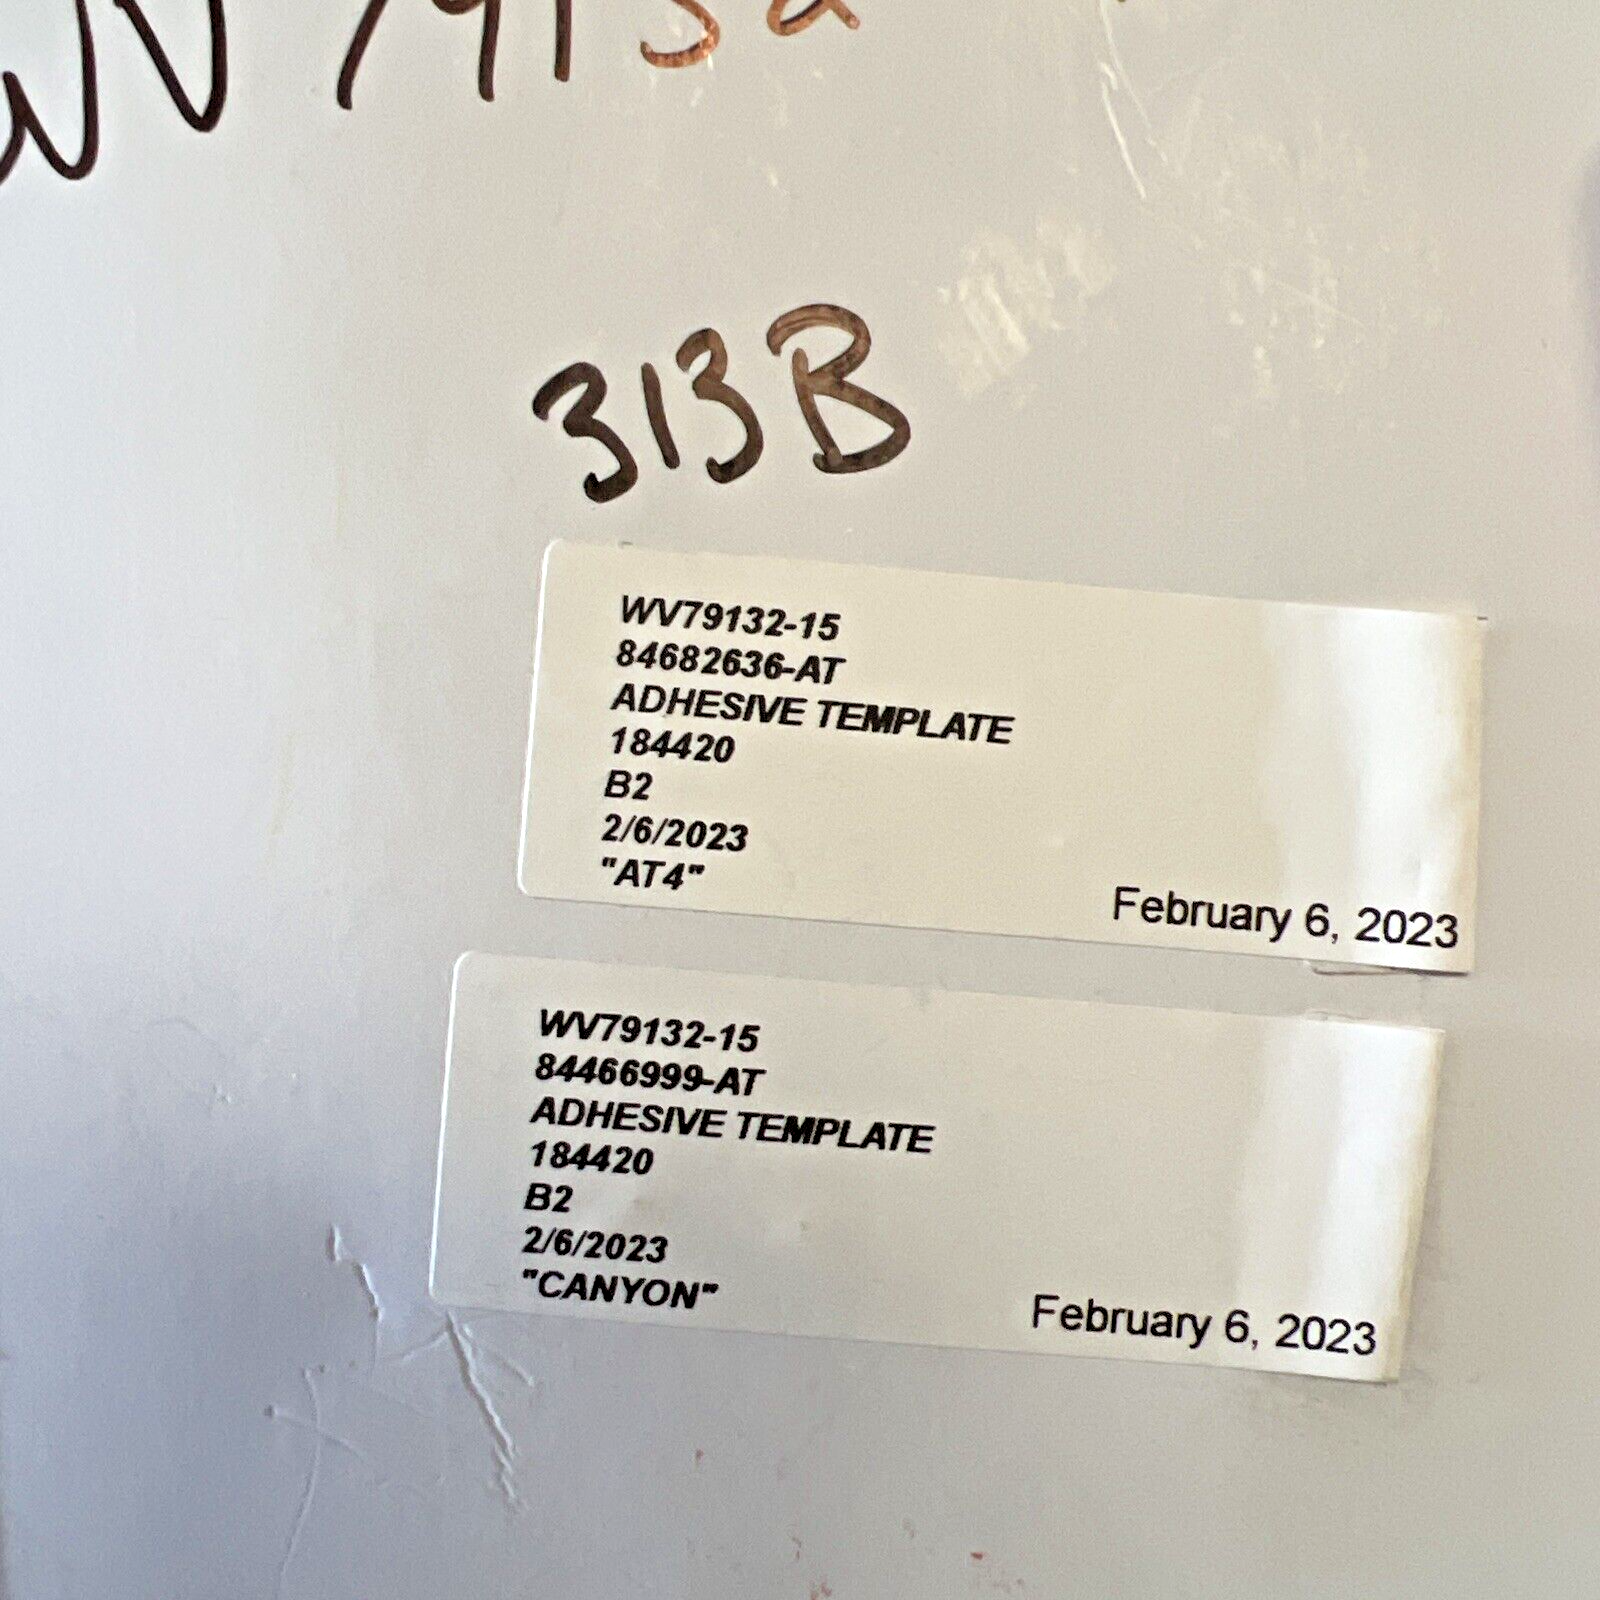 WV79132
313B
WV79132-15
84682636-AT
ADHESIVE TEMPLATE
184420
B2
2/6/2023
"AT4"
February 6, 2023
WV79132-15
84466999-AT
ADHESIVE TEMPLATE
184420
B2
2/6/2023
"CANYON"
February 6, 2023